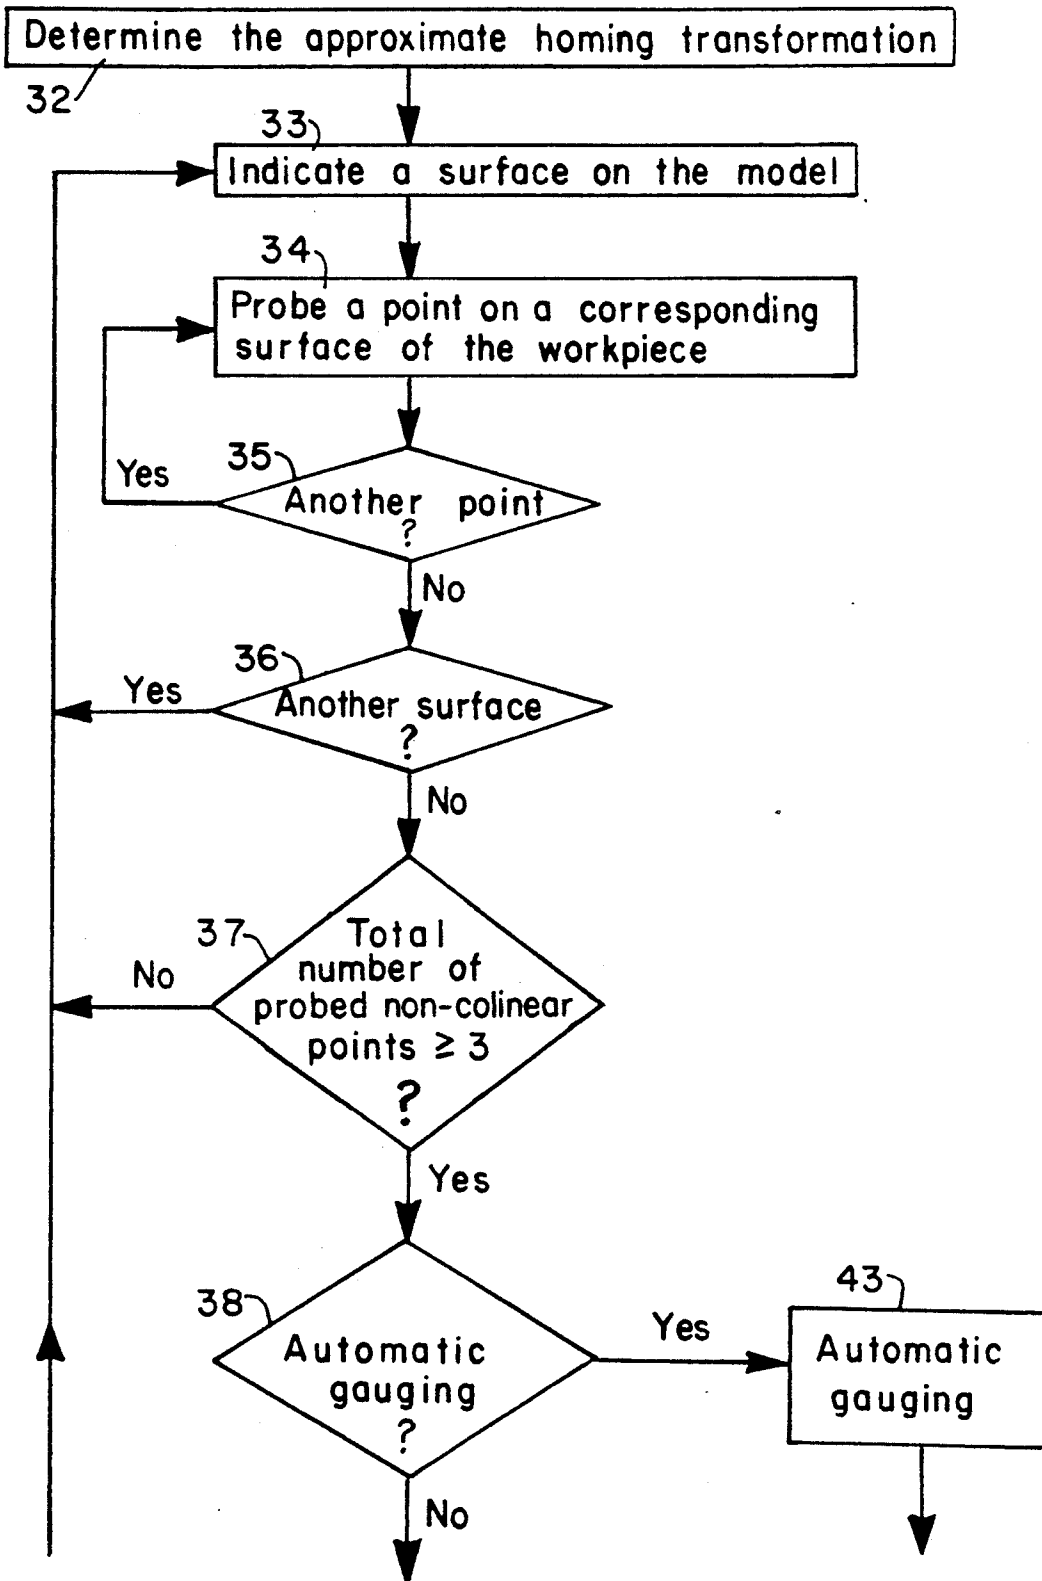 Determine the approximate homing transformation
32
33
Indicate a surface on the model
34
Probe a point on a corresponding
surface of the workpiece
35
Yes
Another point
?
No
36
Yes
Another surface
?
No
37
No
Total
number of
probed non-colinear
points ≥ 3
?
Yes
38
Automatic
gauging
?
Yes
43
Automatic
gauging
No